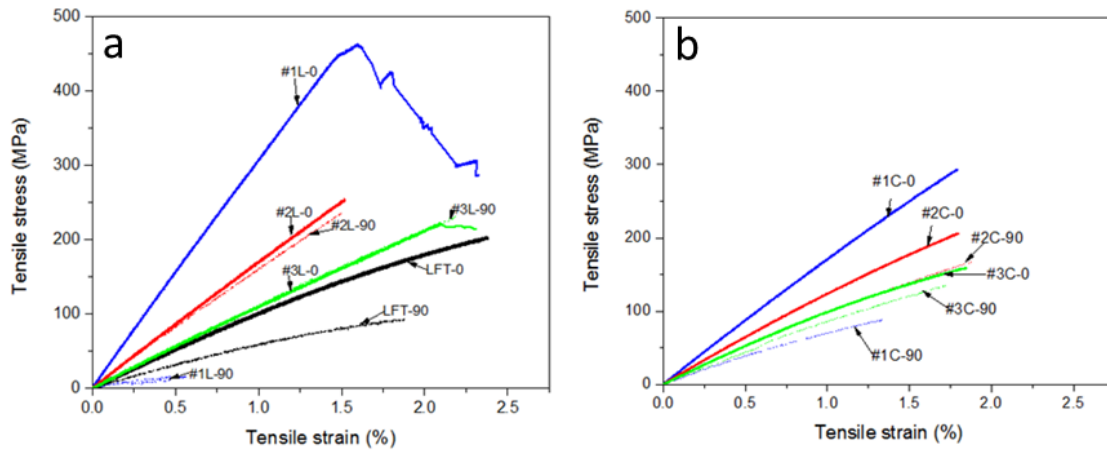 a
500
400
300
200
100
0
Tensile stress (MPa)
#1L-0
#2L-0
#2L-90
#3L-90
#3L-0
LFT-0
LFT-90
#1L-90
0.0 0.5 1.0 1.5 2.0 2.5
Tensile strain (%)
b
500
400
300
200
100
0
Tensile stress (MPa)
#1C-0
#2C-0
#2C-90
#3C-0
#3C-90
#1C-90
0.0 0.5 1.0 1.5 2.0 2.5
Tensile strain (%)